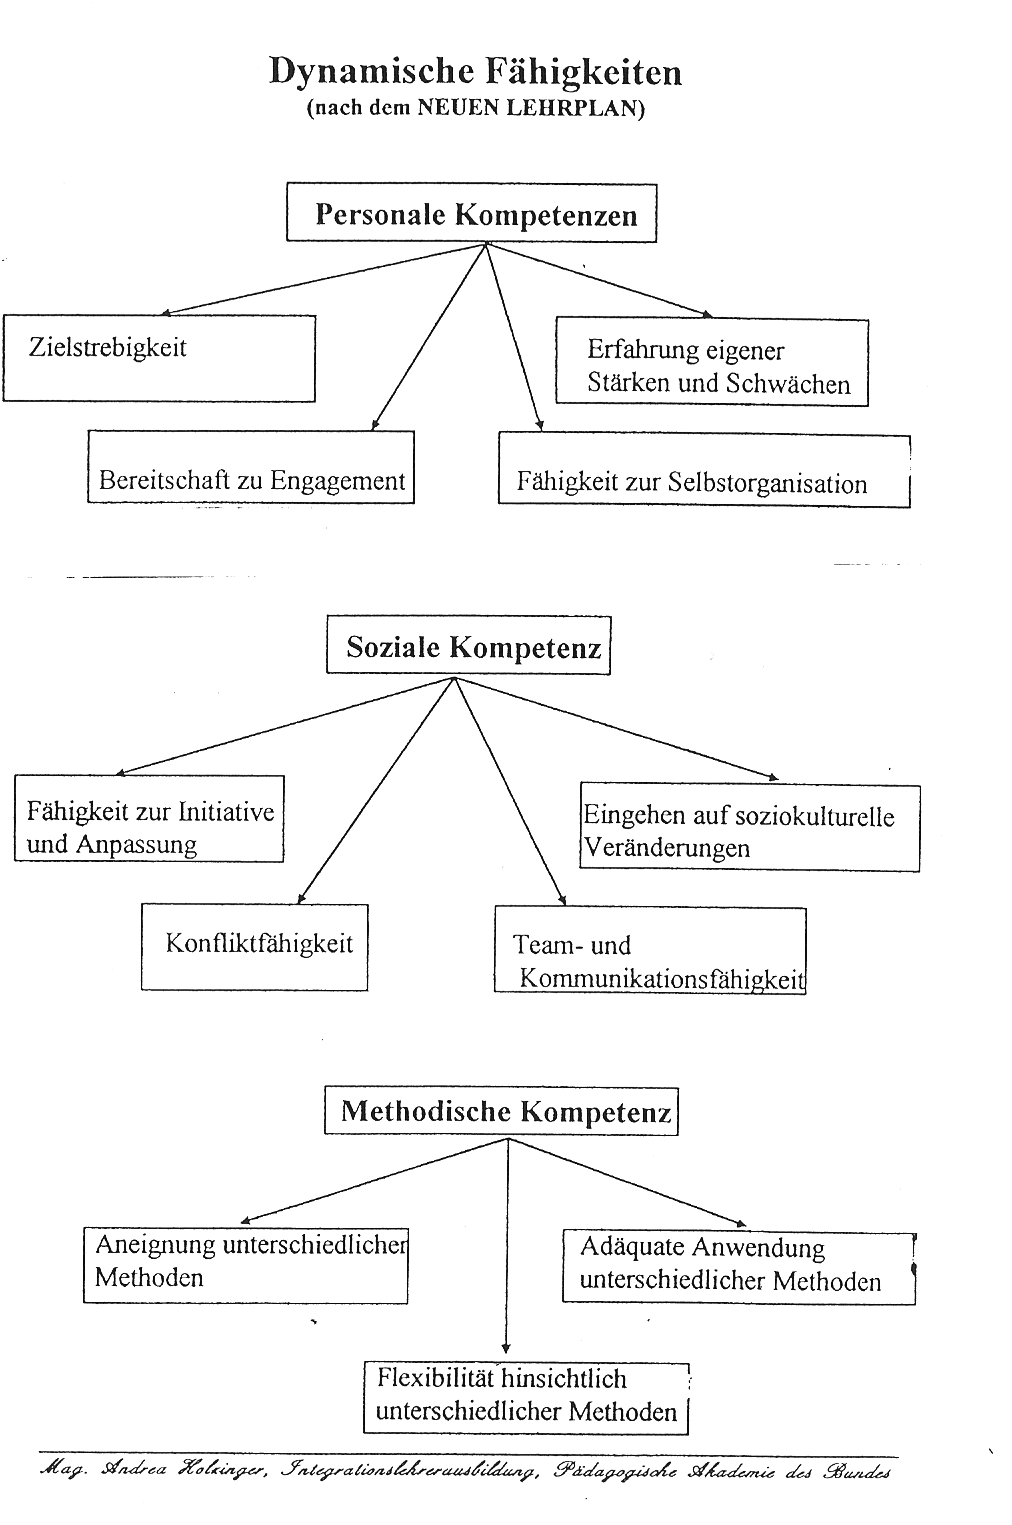 Dynamische Fähigkeiten
(nach dem NEUEN LEHRPLAN)
Personale Kompetenzen
Zielstrebigkeit
Erfahrung eigener
Stärken und Schwächen
Bereitschaft zu Engagement
Fähigkeit zur Selbstorganisation
Soziale Kompetenz
Fähigkeit zur Initiative
und Anpassung
Eingehen auf soziokulturelle
Veränderungen
Konfliktfähigkeit
Team- und
Kommunikationsfähigkeit
Methodische Kompetenz
Aneignung unterschiedlicher
Methoden
Adäquate Anwendung
unterschiedlicher Methoden
Flexibilität hinsichtlich
unterschiedlicher Methoden
Mag. Andrea Holzinger, Integrationslehrerausbildung, Pädagogische Akademie des Bundes